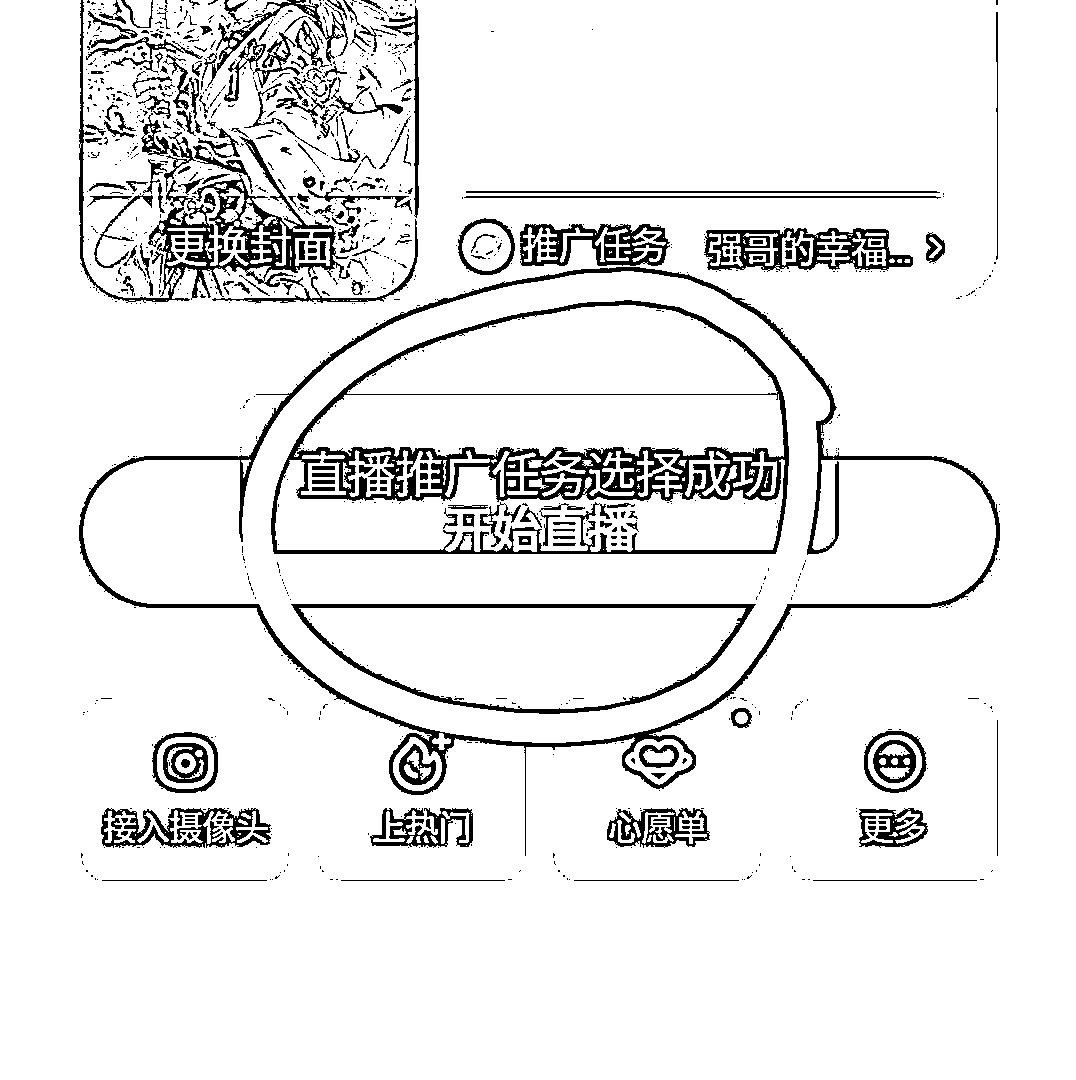 更换封面
推广任务
强哥的幸福...
直播推广任务选择成功
开始直播
接入摄像头
上热门
心愿单
更多